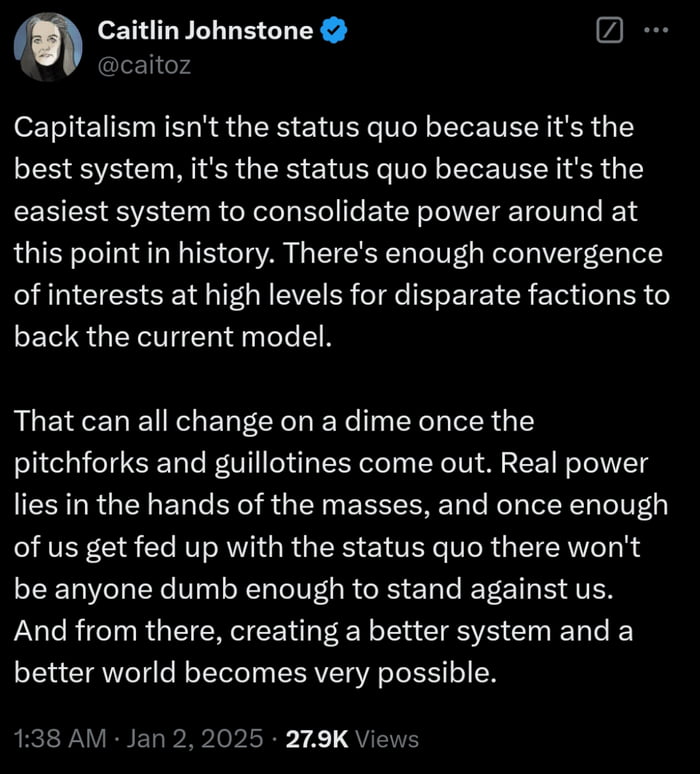 Caitlin Johnstone
@caitoz
Capitalism isn't the status quo because it's the
best system, it's the status quo because it's the
easiest system to consolidate power around at
this point in history. There's enough convergence
of interests at high levels for disparate factions to
back the current model.
That can all change on a dime once the
pitchforks and guillotines come out. Real power
lies in the hands of the masses, and once enough
of us get fed up with the status quo there won't
be anyone dumb enough to stand against us.
And from there, creating a better system and a
better world becomes very possible.
1:38 AM · Jan 2, 2025 · 27.9K Views